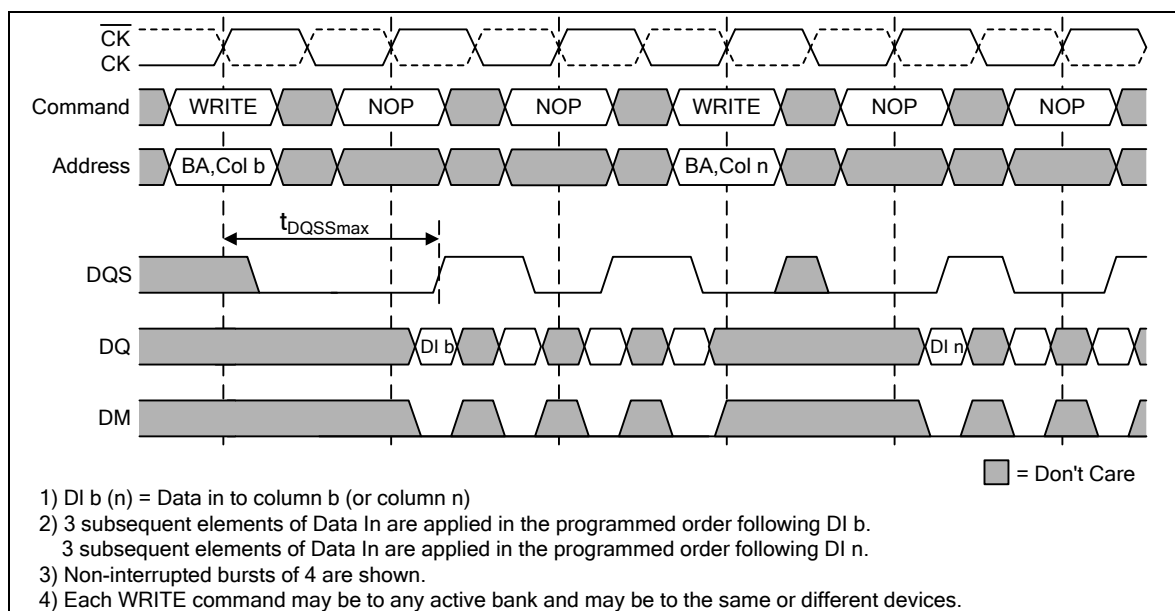 CK
CK
Command WRITE NOP NOP WRITE NOP NOP
Address BA,Col b BA,Col n
tDQSSmax
DQS
DQ DI b DI n
DM
= Don't Care
1) DI b (n) = Data in to column b (or column n)
2) 3 subsequent elements of Data In are applied in the programmed order following DI b.
3 subsequent elements of Data In are applied in the programmed order following DI n.
3) Non-interrupted bursts of 4 are shown.
4) Each WRITE command may be to any active bank and may be to the same or different devices.